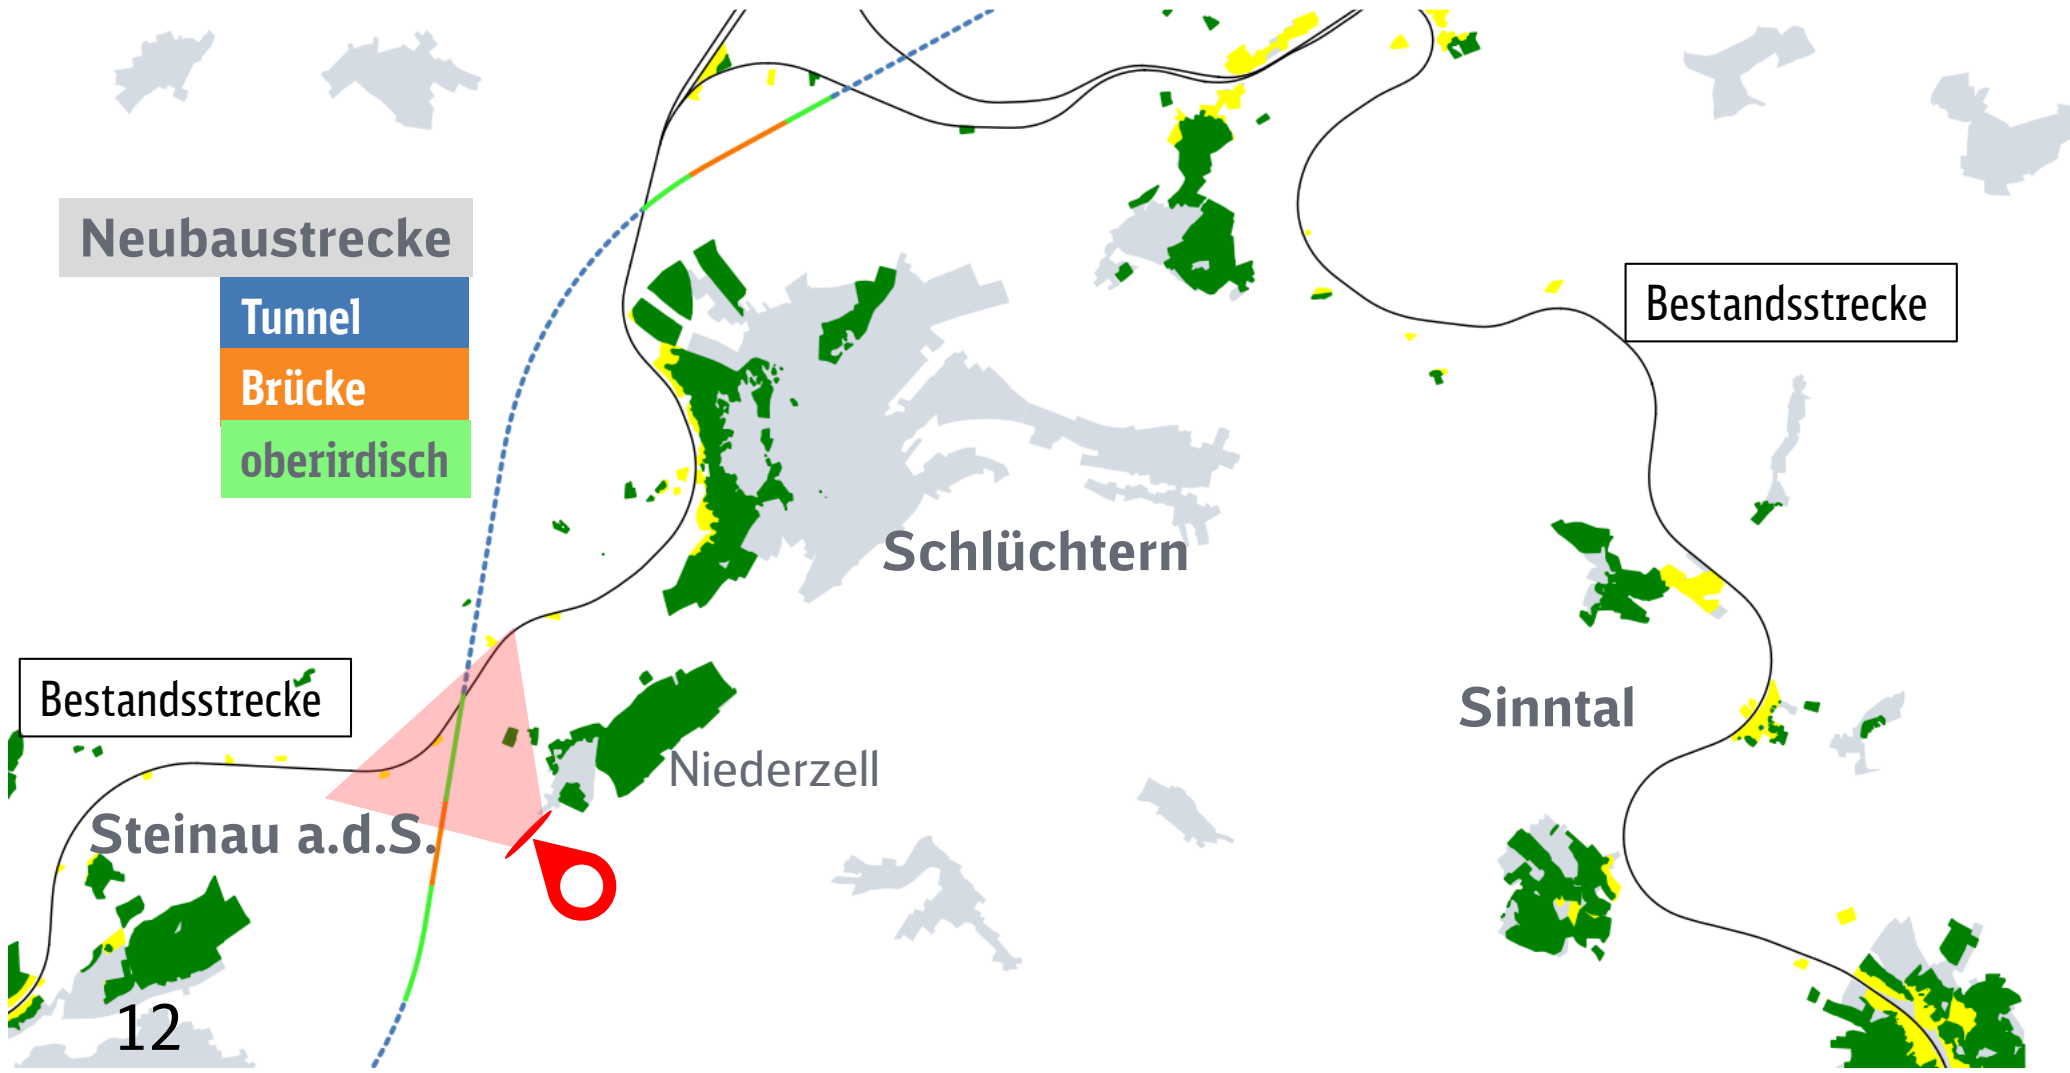 Neubaustrecke
Tunnel
Brücke
oberirdisch
Bestandsstrecke
Schlüchtern
Bestandsstrecke
Sinntal
Niederzell
Steinau a.d.S.
12